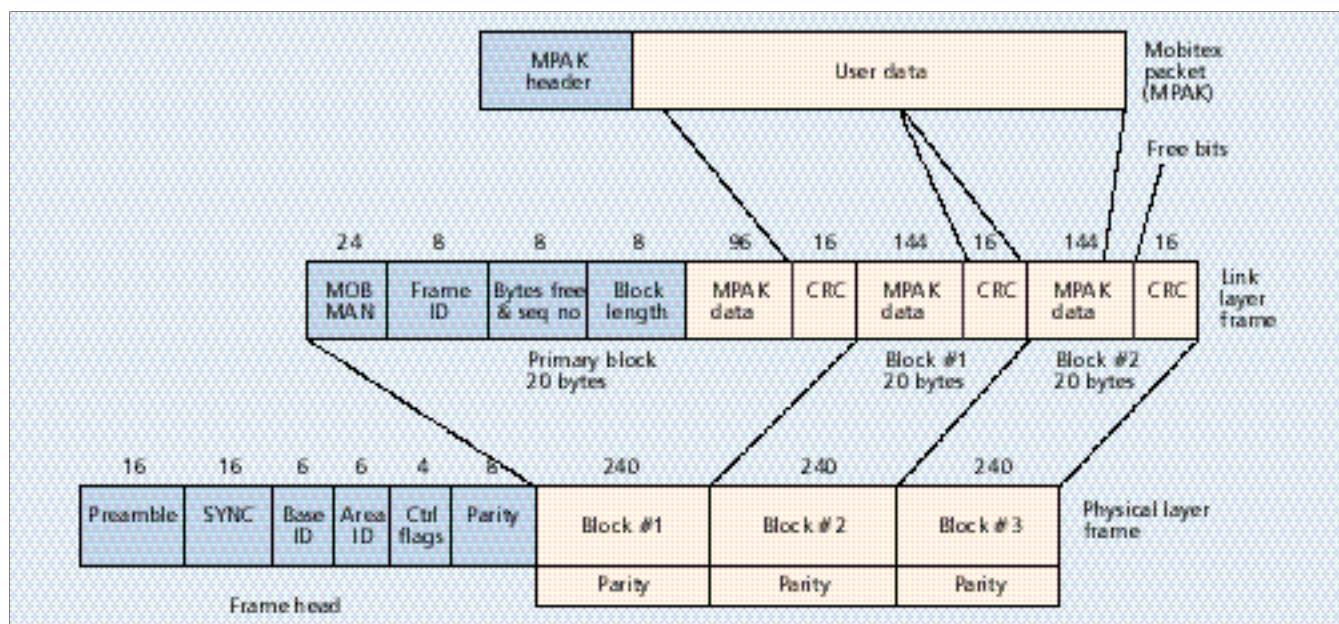 MPAK
header
User data
Mobitex
packet
(MPAK)
Free bits
24 8 8 8 96 16 144 16 144 16
MOB
MAN
Frame
ID
Bytes free
& seq no
Block
length
MPAK
data
CRC
MPAK
data
CRC
MPAK
data
CRC
Link
layer
frame
Primary block
20 bytes
Block #1
20 bytes
Block #2
20 bytes
16 16 6 6 4 8 240 240 240
Preamble
SYNC
Base
ID
Area
ID
Ctrl
flags
Parity
Block #1
Block #2
Block #3
Physical layer
frame
Parity
Parity
Parity
Frame head